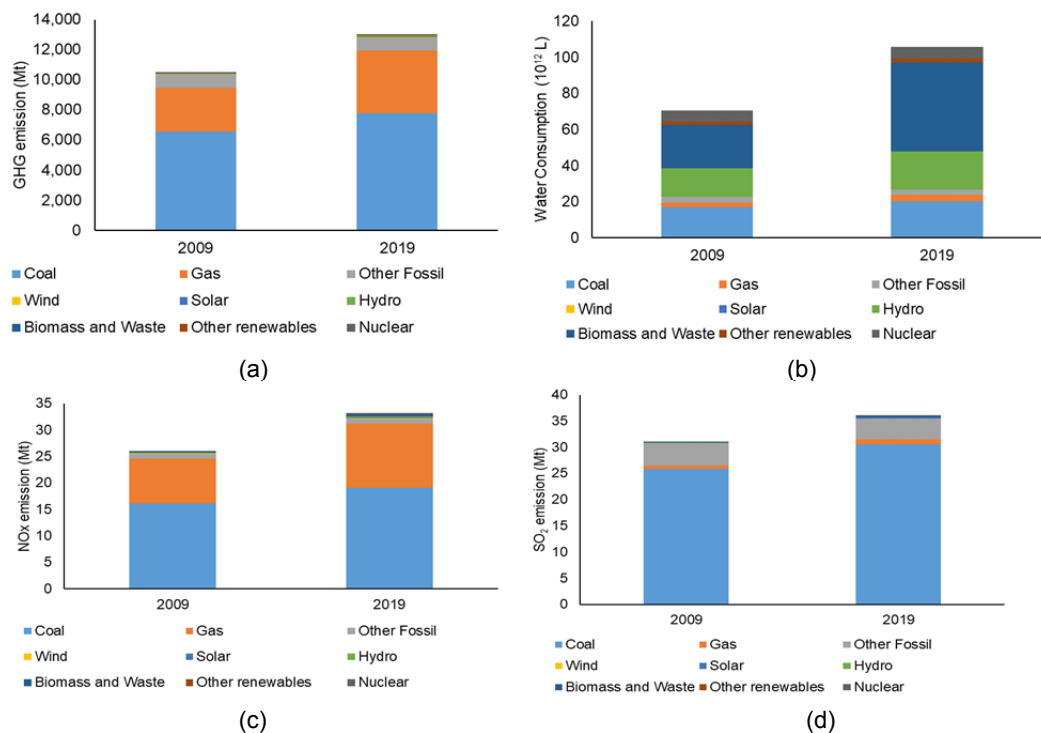 14,000
12,000
10,000
8,000
6,000
4,000
2,000
0
GHG emission (Mt)
2009 2019
Coal Gas Other Fossil
Wind Solar Hydro
Biomass and Waste Other renewables Nuclear
(a)
120
100
80
60
40
20
0
Water Consumption (10¹² L)
2009 2019
Coal Gas Other Fossil
Wind Solar Hydro
Biomass and Waste Other renewables Nuclear
(b)
35
30
25
20
15
10
5
0
NOx emission (Mt)
2009 2019
Coal Gas Other Fossil
Wind Solar Hydro
Biomass and Waste Other renewables Nuclear
(c)
40
35
30
25
20
15
10
5
0
SO₂ emission (Mt)
2009 2019
Coal Gas Other Fossil
Wind Solar Hydro
Biomass and Waste Other renewables Nuclear
(d)